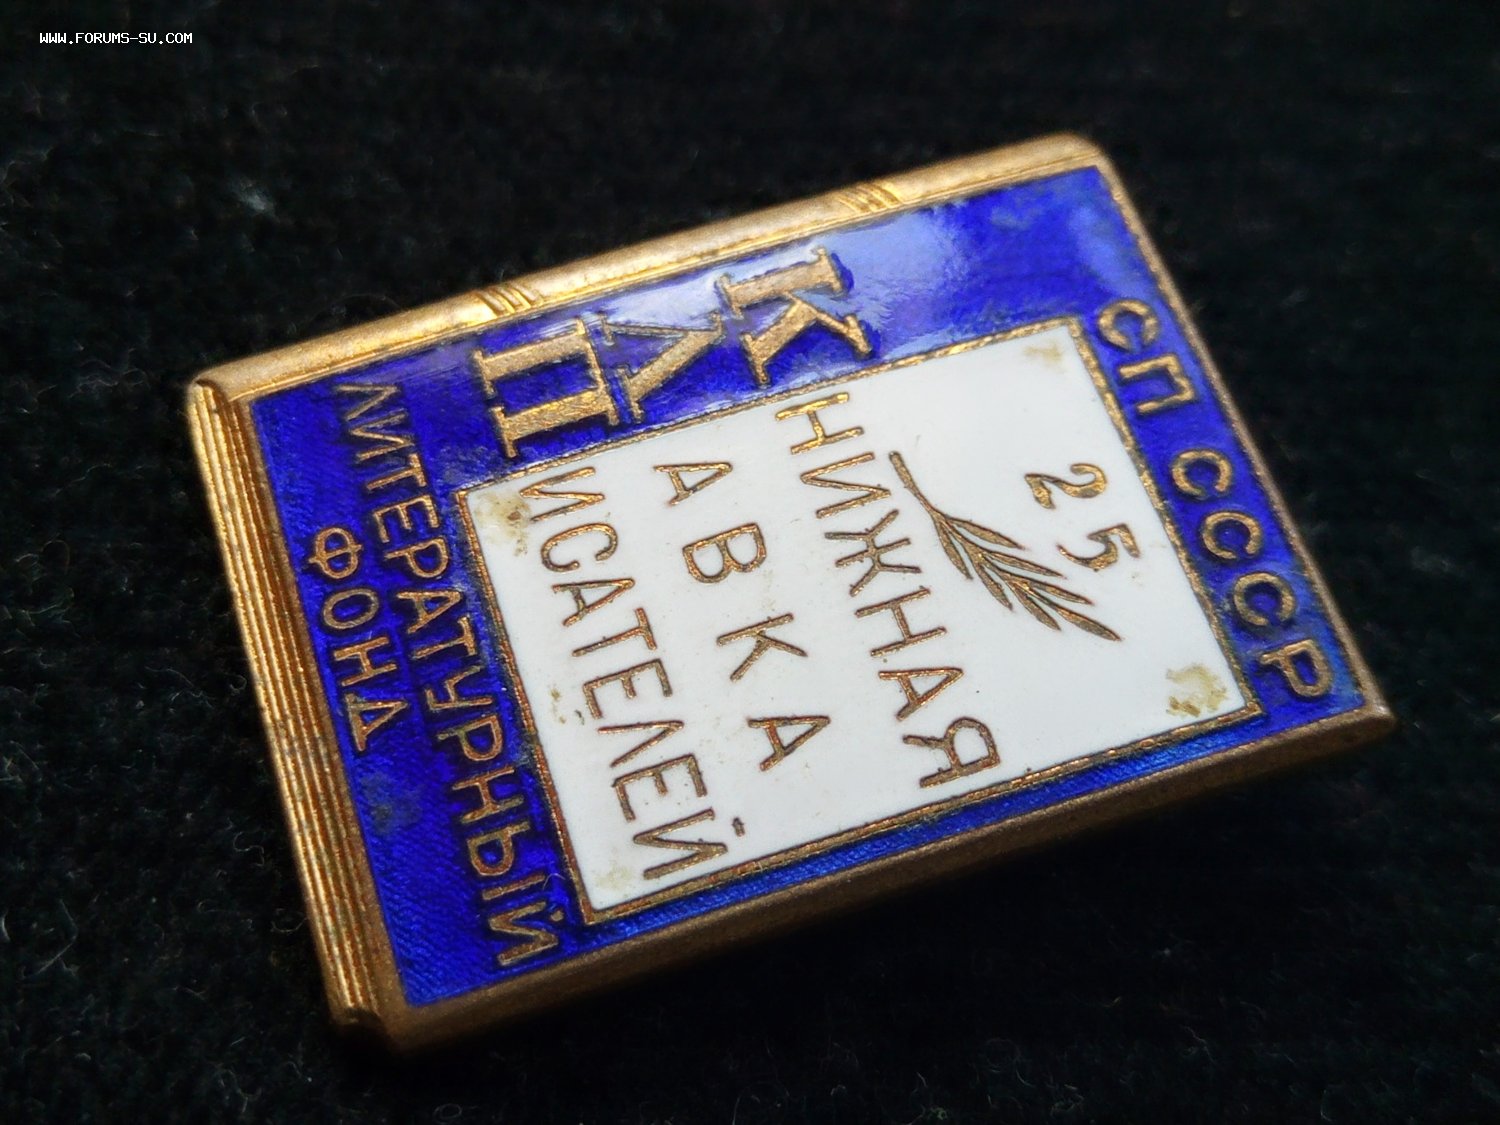 WWW.FORUMS-SU.COM
СП СССР
25
КНИЖНАЯ
ЛАВКА
ПИСАТЕЛЕЙ
ЛИТЕРАТУРНЫЙ
ФОНД